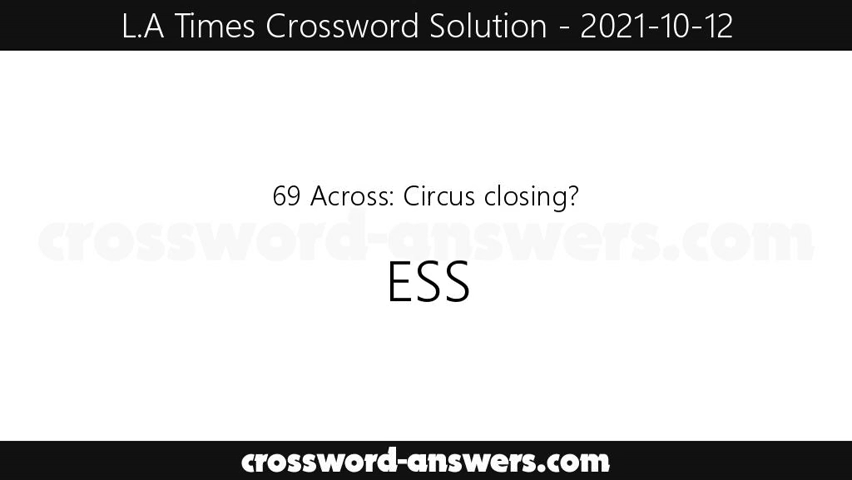 L.A Times Crossword Solution - 2021-10-12
69 Across: Circus closing?
crossword-answers.com
ESS
crossword-answers.com